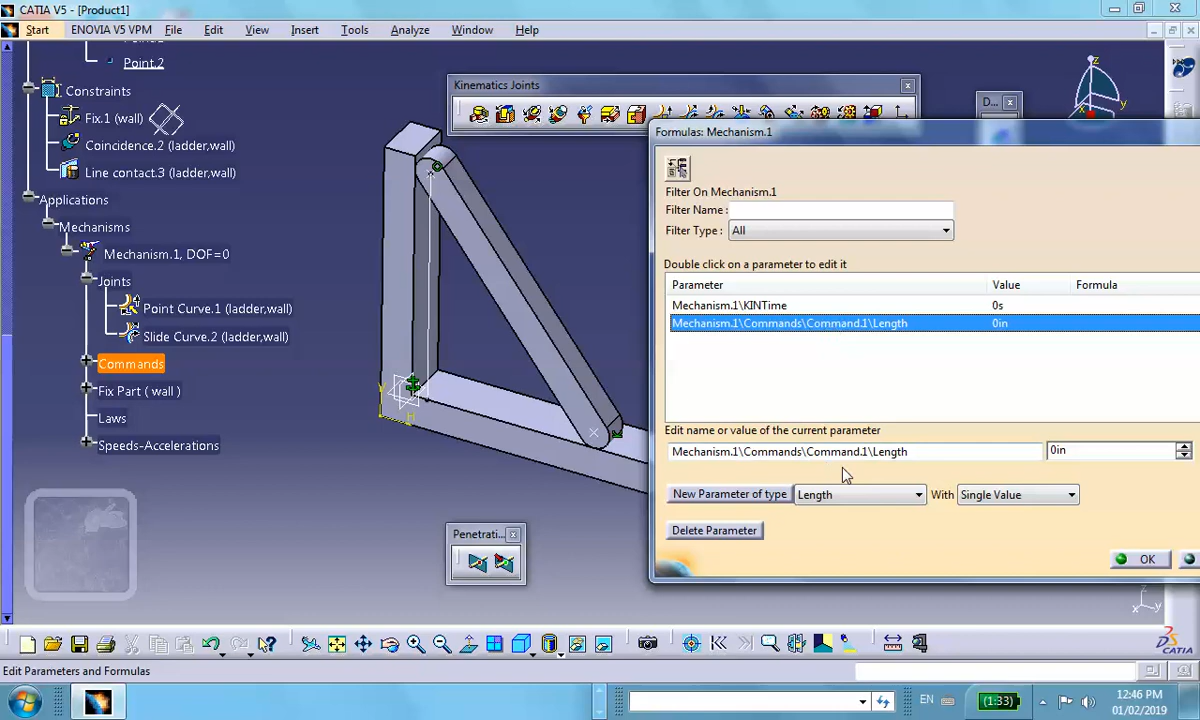 CATIA V5 - [Product1]
Start ENOVIA V5 VPM File Edit View Insert Tools Analyze Window Help
Point.2
Constraints
Fix.1 (wall)
Coincidence.2 (ladder,wall)
Line contact.3 (ladder,wall)
Applications
Mechanisms
Mechanism.1, DOF=0
Joints
Point Curve.1 (ladder,wall)
Slide Curve.2 (ladder,wall)
Commands
Fix Part ( wall )
Laws
Speeds-Accelerations
Kinematics Joints
D...
z
y
x
H
Penetrati...
Formulas: Mechanism.1
Filter On Mechanism.1
Filter Name :
Filter Type : All
Double click on a parameter to edit it
Parameter Value Formula
Mechanism.1\KINTime 0s
Mechanism.1\Commands\Command.1\Length 0in
Edit name or value of the current parameter
Mechanism.1\Commands\Command.1\Length 0in
New Parameter of type Length With Single Value
Delete Parameter
OK
z
x
CATIA
Edit Parameters and Formulas
EN (1:33) 12:46 PM
01/02/2019